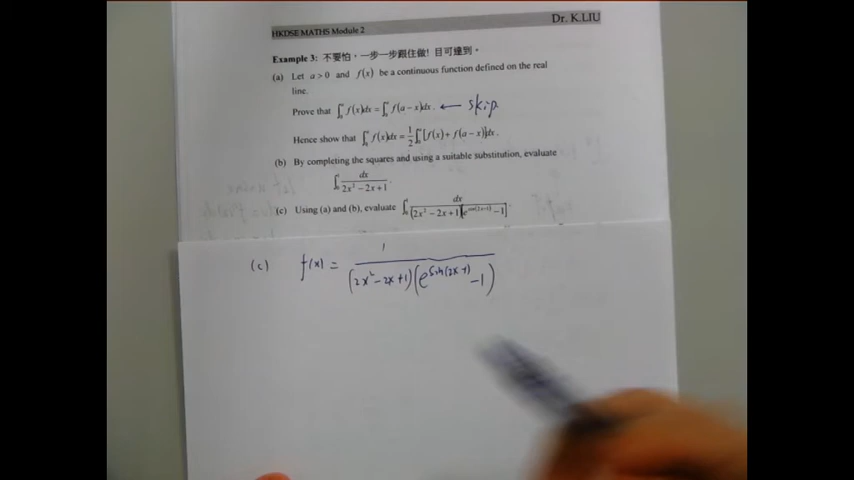 Dr. K.LIU
HKDSE MATHS Module 2
Example 3: 不要怕，一步一步跟住做! 目可達到。
(a) Let a > 0 and f(x) be a continuous function defined on the real
line.
Prove that ∫ f(x)dx = ∫ f(a − x)dx. ← skip
Hence show that ∫ f(x)dx = 1/2 ∫ [f(x) + f(a − x)]dx.
(b) By completing the squares and using a suitable substitution, evaluate
∫ dx/(2x² − 2x + 1).
(c) Using (a) and (b), evaluate ∫ dx/((2x² − 2x + 1)(e^sin(2x−1) − 1)).
(c) f(x) = 1/((2x² − 2x + 1)(e^sin(2x−1) − 1))